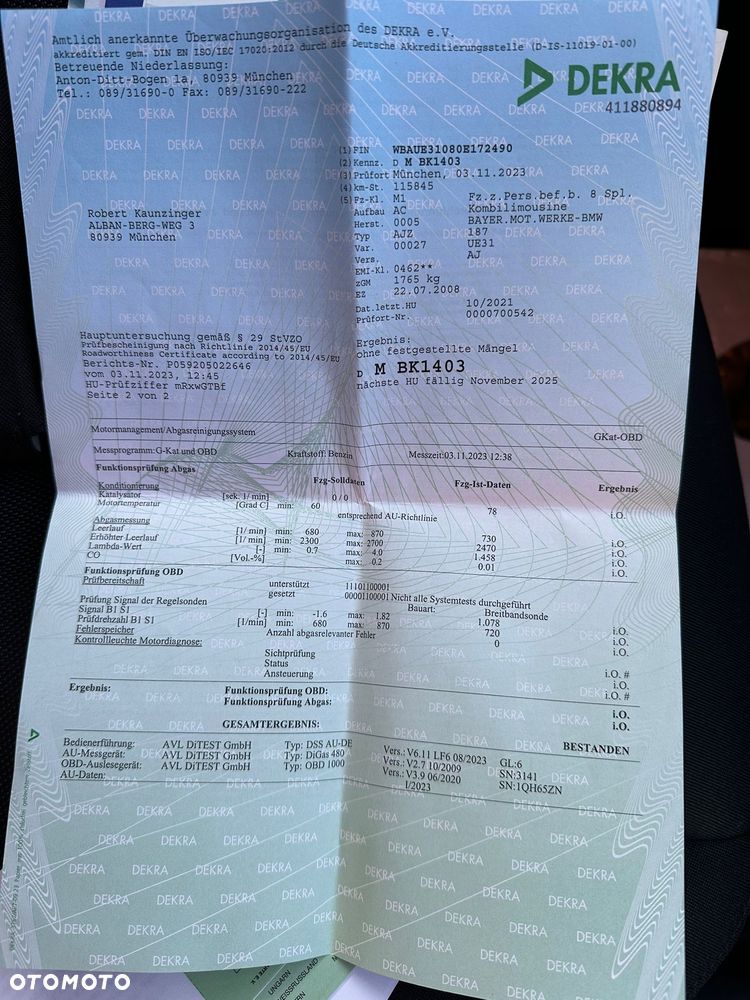 Amtlich anerkannte Überwachungsorganisation des DEKRA e.V.
akkreditiert gem. DIN EN ISO/IEC 17020:2012 durch die Deutsche Akkreditierungsstelle (D-IS-11019-01-00)
Betreuende Niederlassung:
Anton-Ditt-Bogen 1a, 80939 München
Tel.: 089/31690-0 Fax: 089/31690-222
DEKRA
411880894
(1) FIN WBAUE31080E172490
(2) Kennz. D M BK1403
(3) Prüfort München, 03.11.2023
(4) km-St. 115845
(5) Fz-Kl. M1 Fz.z.Pers.bef.b. 8 Spl.
Aufbau AC Kombilimousine
Herst. 0005 BAYER.MOT.WERKE-BMW
Typ AJZ 187
Var. 00027 UE31
Vers. AJ
EMI-Kl. 0462**
zGM 1765 kg
EZ 22.07.2008
Dat.letzt.HU 10/2021
Prüfort-Nr. 0000700542
Robert Kaunzinger
ALBAN-BERG-WEG 3
80939 München
Hauptuntersuchung gemäß § 29 StVZO
Prüfbescheinigung nach Richtlinie 2014/45/EU
Roadworthiness Certificate according to 2014/45/EU
Berichts-Nr. P059205022646
vom 03.11.2023, 12:45
HU-Prüfziffer mRxwGTBf
Seite 2 von 2
Ergebnis:
ohne festgestellte Mängel
D M BK1403
nächste HU fällig November 2025
Motormanagement/Abgasreinigungssystem GKat-OBD
Messprogramm:G-Kat und OBD Kraftstoff: Benzin Messzeit:03.11.2023 12:38
Funktionsprüfung Abgas Fzg-Solldaten Fzg-Ist-Daten Ergebnis
Konditionierung
Katalysator [sek. 1/ min] 0 / 0
Motortemperatur [Grad C] min: 60 78 i.O.
Abgasmessung entsprechend AU-Richtlinie
Leerlauf [1/ min] min: 680 max: 870 730 i.O.
Erhöhter Leerlauf [1/ min] min: 2300 max: 2700 2470 i.O.
Lambda-Wert [-] min: 0.7 max: 4.0 1.458 i.O.
CO [Vol.-%] max: 0.2 0.01 i.O.
Funktionsprüfung OBD
Prüfbereitschaft unterstützt 11101100001
gesetzt 00001100001 Nicht alle Systemtests durchgeführt
Prüfung Signal der Regelsonden Bauart: Breitbandsonde
Signal B1 S1 [-] min: -1.6 max: 1.82 1.078 i.O.
Prüfdrehzahl B1 S1 [1/min] min: 680 max: 870 720 i.O.
Fehlerspeicher Anzahl abgasrelevanter Fehler 0 i.O.
Kontrollleuchte Motordiagnose:
Sichtprüfung i.O. #
Status i.O.
Ansteuerung i.O. #
Ergebnis: Funktionsprüfung OBD: i.O.
Funktionsprüfung Abgas: i.O.
GESAMTERGEBNIS: BESTANDEN
Bedienerführung: AVL DiTEST GmbH Typ: DSS AU-DE Vers.: V6.11 LF6 08/2023 GL:6
AU-Messgerät: AVL DiTEST GmbH Typ: DiGas 480 Vers.: V2.7 10/2009 SN:3141
OBD-Auslesegerät: AVL DiTEST GmbH Typ: OBD 1000 Vers.: V3.9 06/2020 SN:1QH6SZN
AU-Daten: I/2023
UNGARN
WEISSRUSSLAND
OTOMOTO